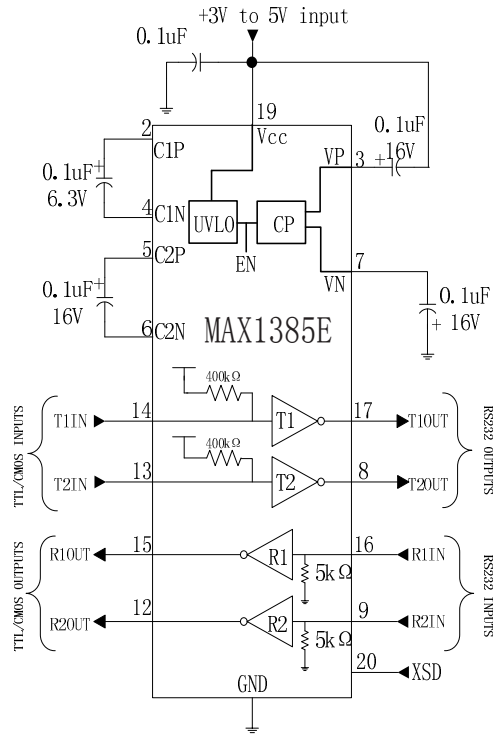 +3V to 5V input
0.1uF
19
Vcc
2
C1P
VP
3
0.1uF
+ 16V
0.1uF
+
6.3V
4
C1N
UVLO
CP
5
C2P
EN
VN
7
0.1uF
+
16V
6
C2N
0.1uF
+ 16V
MAX1385E
400kΩ
T1IN
14
T1
17
T1OUT
400kΩ
T2IN
13
T2
8
T2OUT
TTL/CMOS INPUTS
RS232 OUTPUTS
R1OUT
15
R1
16
R1IN
5kΩ
R2OUT
12
R2
9
R2IN
5kΩ
TTL/CMOS OUTPUTS
RS232 INPUTS
20
XSD
GND